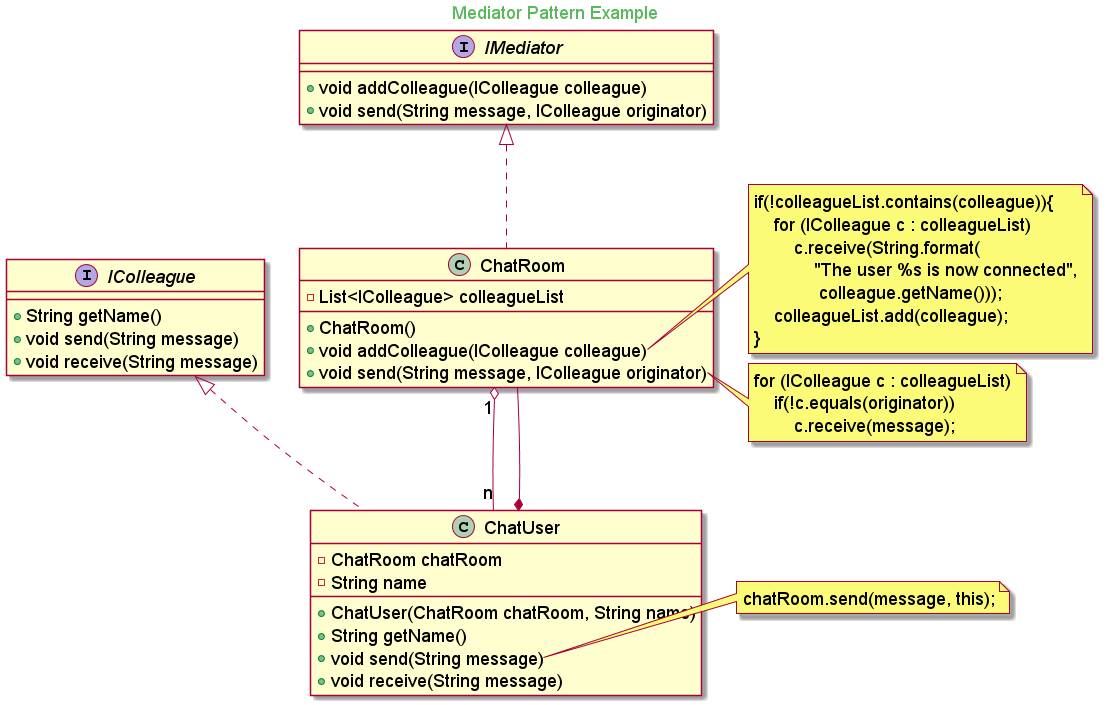 Mediator Pattern Example
I IMediator
void addColleague(IColleague colleague)
void send(String message, IColleague originator)
I IColleague
String getName()
void send(String message)
void receive(String message)
C ChatRoom
List<IColleague> colleagueList
ChatRoom()
void addColleague(IColleague colleague)
void send(String message, IColleague originator)
if(!colleagueList.contains(colleague)){
for (IColleague c : colleagueList)
c.receive(String.format(
"The user %s is now connected",
colleague.getName()));
colleagueList.add(colleague);
}
for (IColleague c : colleagueList)
if(!c.equals(originator))
c.receive(message);
1
n
C ChatUser
ChatRoom chatRoom
String name
ChatUser(ChatRoom chatRoom, String name)
String getName()
void send(String message)
void receive(String message)
chatRoom.send(message, this);